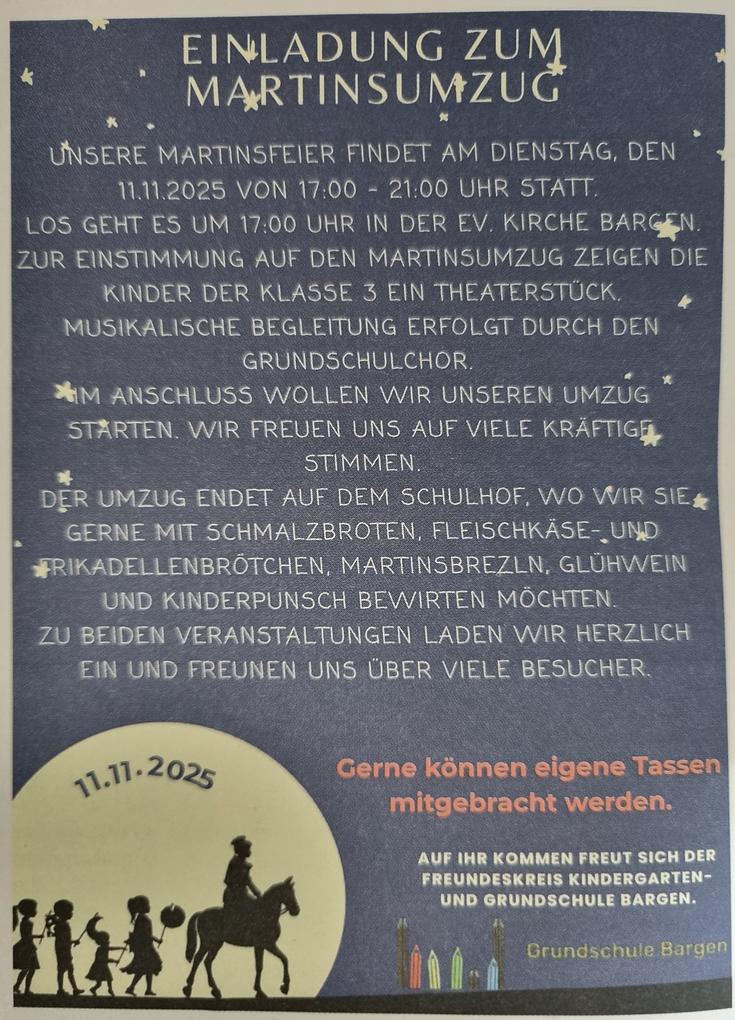 EINLADUNG ZUM
MARTINSUMZUG
UNSERE MARTINSFEIER FINDET AM DIENSTAG, DEN
11.11.2025 VON 17:00 - 21:00 UHR STATT.
LOS GEHT ES UM 17:00 UHR IN DER EV. KIRCHE BARGEN.
ZUR EINSTIMMUNG AUF DEN MARTINSUMZUG ZEIGEN DIE
KINDER DER KLASSE 3 EIN THEATERSTÜCK.
MUSIKALISCHE BEGLEITUNG ERFOLGT DURCH DEN
GRUNDSCHULCHOR.
IM ANSCHLUSS WOLLEN WIR UNSEREN UMZUG
STARTEN. WIR FREUEN UNS AUF VIELE KRÄFTIGE
STIMMEN.
DER UMZUG ENDET AUF DEM SCHULHOF, WO WIR SIE
GERNE MIT SCHMALZBROTEN, FLEISCHKÄSE- UND
FRIKADELLENBRÖTCHEN, MARTINSBREZLN, GLÜHWEIN
UND KINDERPUNSCH BEWIRTEN MÖCHTEN.
ZU BEIDEN VERANSTALTUNGEN LADEN WIR HERZLICH
EIN UND FREUNEN UNS ÜBER VIELE BESUCHER.
11.11.2025
Gerne können eigene Tassen
mitgebracht werden.
AUF IHR KOMMEN FREUT SICH DER
FREUNDESKREIS KINDERGARTEN-
UND GRUNDSCHULE BARGEN.
Grundschule Bargen